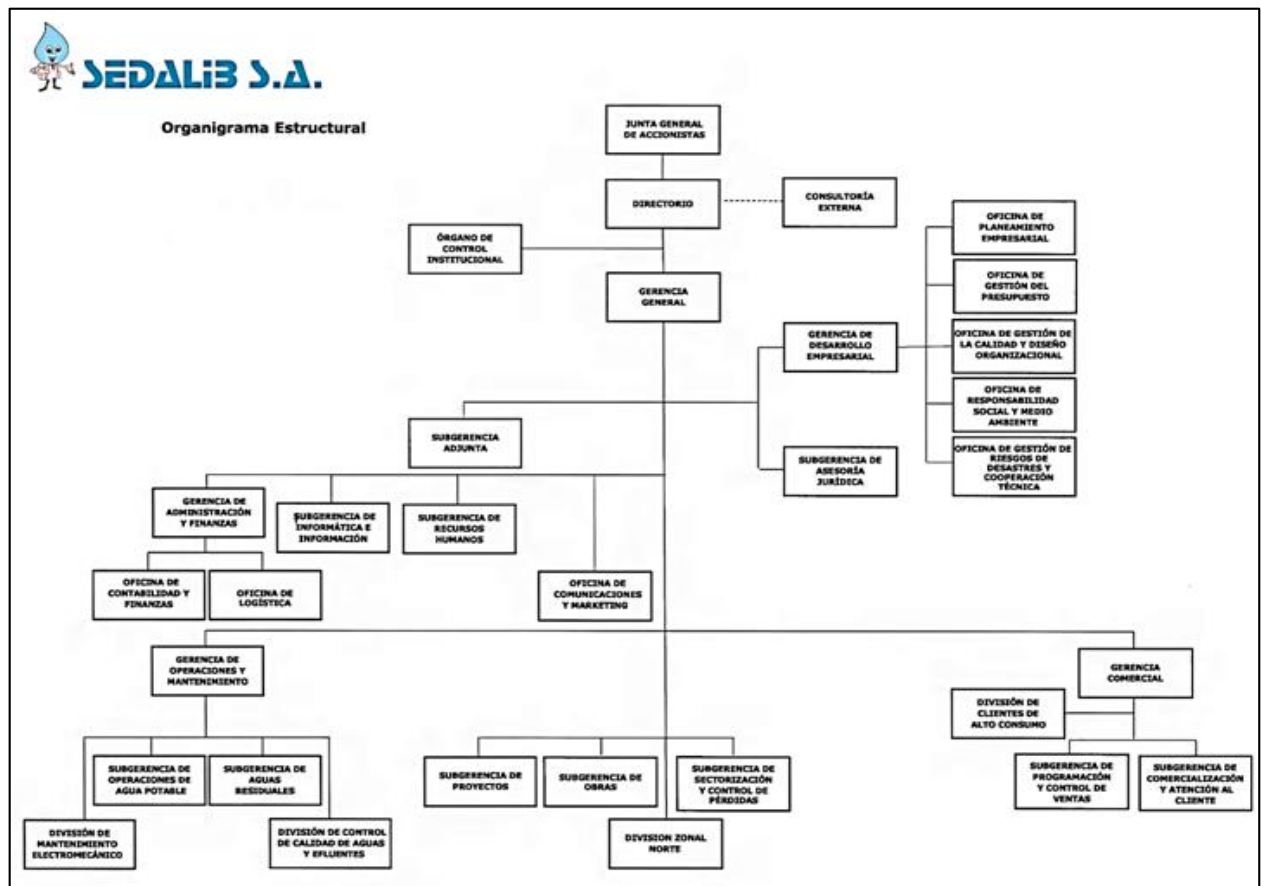 SEDALIB S.A.
Organigrama Estructural
JUNTA GENERAL
DE ACCIONISTAS
DIRECTORIO
CONSULTORÍA
EXTERNA
ÓRGANO DE
CONTROL
INSTITUCIONAL
GERENCIA
GENERAL
OFICINA DE
PLANEAMIENTO
EMPRESARIAL
OFICINA DE
GESTIÓN DEL
PRESUPUESTO
GERENCIA DE
DESARROLLO
EMPRESARIAL
OFICINA DE GESTIÓN DE
LA CALIDAD Y DISEÑO
ORGANIZACIONAL
OFICINA DE
RESPONSABILIDAD
SOCIAL Y MEDIO
AMBIENTE
SUBGERENCIA
ADJUNTA
SUBGERENCIA DE
ASESORÍA
JURÍDICA
OFICINA DE GESTIÓN DE
RIESGOS DE
DESASTRES Y
COOPERACIÓN
TÉCNICA
GERENCIA DE
ADMINISTRACIÓN
Y FINANZAS
SUBGERENCIA DE
INFORMÁTICA E
INFORMACIÓN
SUBGERENCIA DE
RECURSOS
HUMANOS
OFICINA DE
CONTABILIDAD Y
FINANZAS
OFICINA DE
LOGÍSTICA
OFICINA DE
COMUNICACIONES
Y MARKETING
GERENCIA DE
OPERACIONES Y
MANTENIMIENTO
GERENCIA
COMERCIAL
DIVISIÓN DE
CLIENTES DE
ALTO CONSUMO
SUBGERENCIA DE
OPERACIONES DE
AGUA POTABLE
SUBGERENCIA DE
AGUAS
RESIDUALES
SUBGERENCIA DE
PROYECTOS
SUBGERENCIA DE
OBRAS
SUBGERENCIA DE
SECTORIZACIÓN
Y CONTROL DE
PÉRDIDAS
SUBGERENCIA DE
PROGRAMACIÓN
Y CONTROL DE
VENTAS
SUBGERENCIA DE
COMERCIALIZACIÓN
Y ATENCIÓN AL
CLIENTE
DIVISIÓN DE
MANTENIMIENTO
ELECTROMECÁNICO
DIVISIÓN DE CONTROL
DE CALIDAD DE AGUAS
Y EFLUENTES
DIVISION ZONAL
NORTE